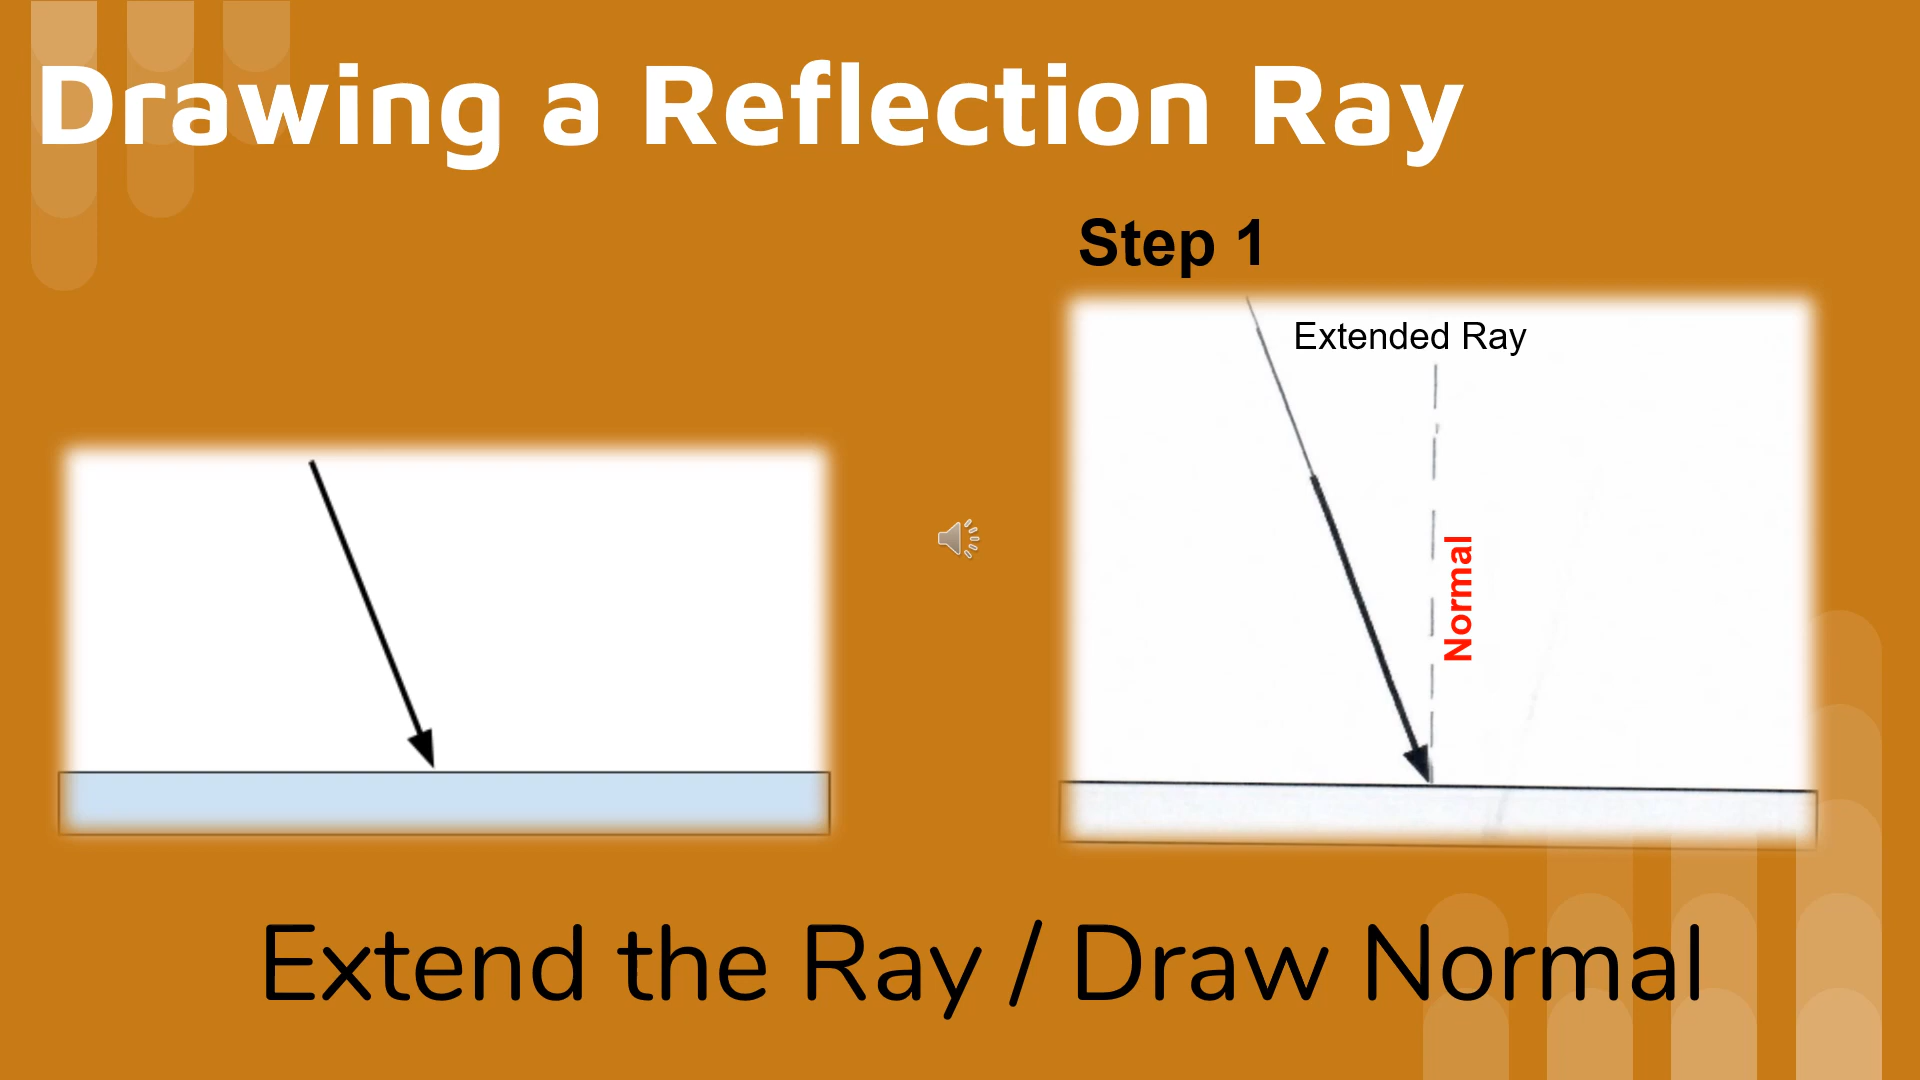 Drawing a Reflection Ray
Step 1
Extended Ray
Normal
Extend the Ray / Draw Normal